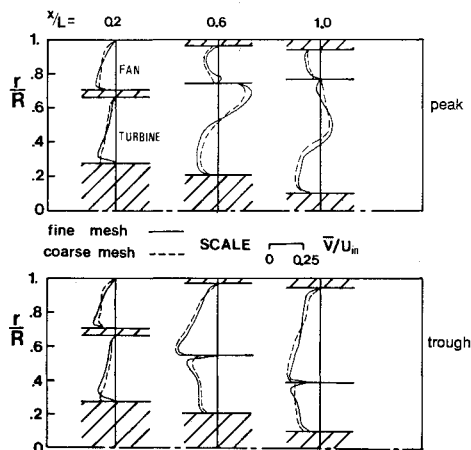 x/L= 0.2 0.6 1.0
1.
.8
r/R
.6
.4
.2
.0
FAN
TURBINE
peak
fine mesh
coarse mesh
SCALE
0 0.25
V̄/Uin
1.
.8
r/R
.6
.4
.2
.0
trough